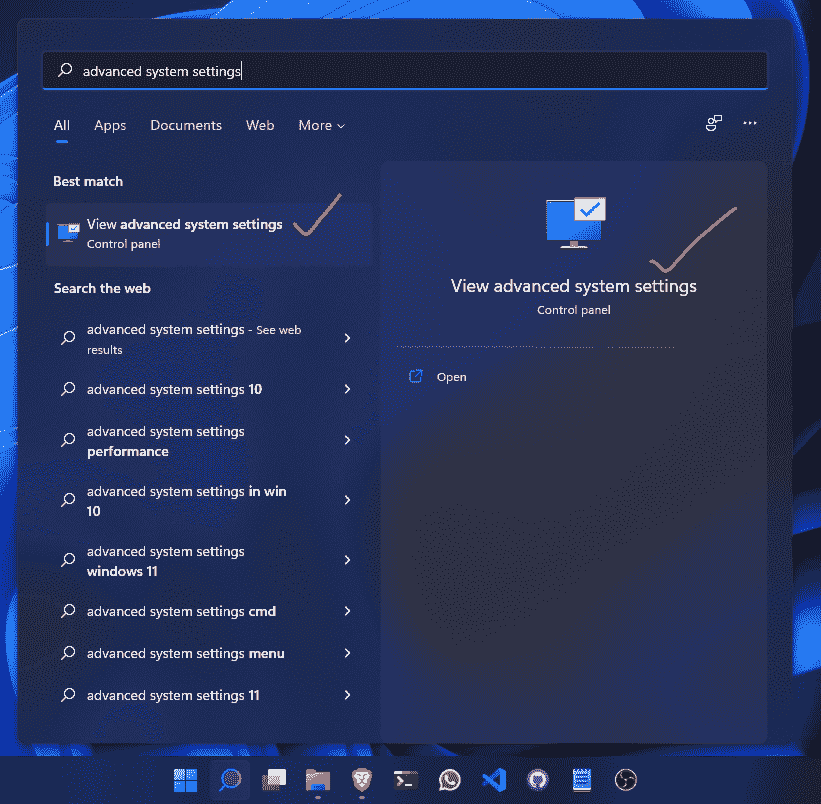 advanced system settings
All Apps Documents Web More
Best match
View advanced system settings
Control panel
Search the web
advanced system settings - See web
results
advanced system settings 10
advanced system settings
performance
advanced system settings in win
10
advanced system settings
windows 11
advanced system settings cmd
advanced system settings menu
advanced system settings 11
View advanced system settings
Control panel
Open